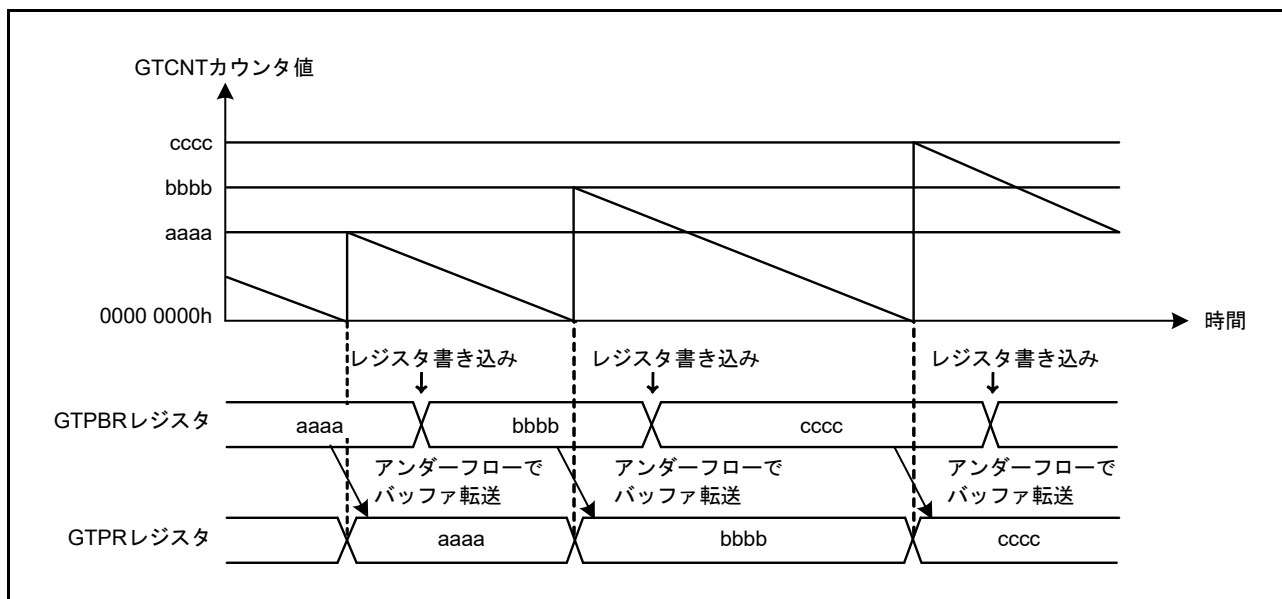 GTCNTカウンタ値
cccc
bbbb
aaaa
0000 0000h
時間
レジスタ書き込み
レジスタ書き込み
レジスタ書き込み
GTPBRレジスタ
aaaa
bbbb
cccc
アンダーフローで
バッファ転送
アンダーフローで
バッファ転送
アンダーフローで
バッファ転送
GTPRレジスタ
aaaa
bbbb
cccc